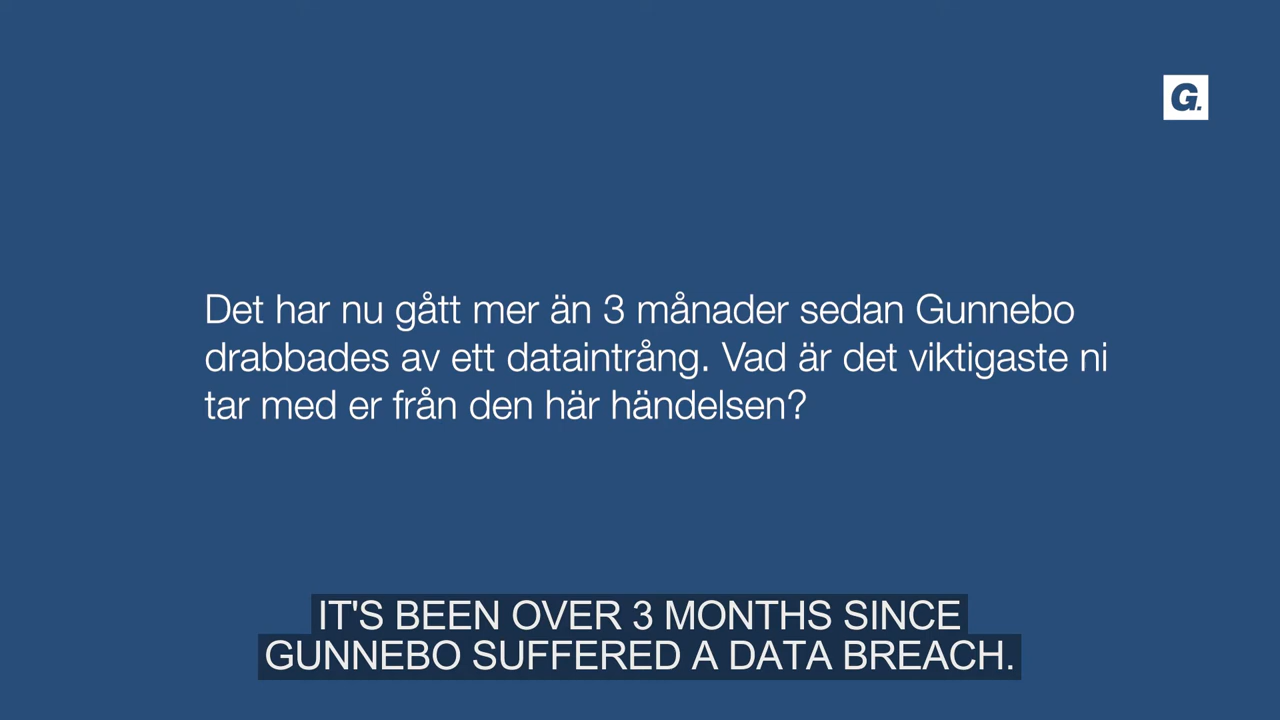 G.
Det har nu gått mer än 3 månader sedan Gunnebo
drabbades av ett dataintrång. Vad är det viktigaste ni
tar med er från den här händelsen?
IT'S BEEN OVER 3 MONTHS SINCE
GUNNEBO SUFFERED A DATA BREACH.